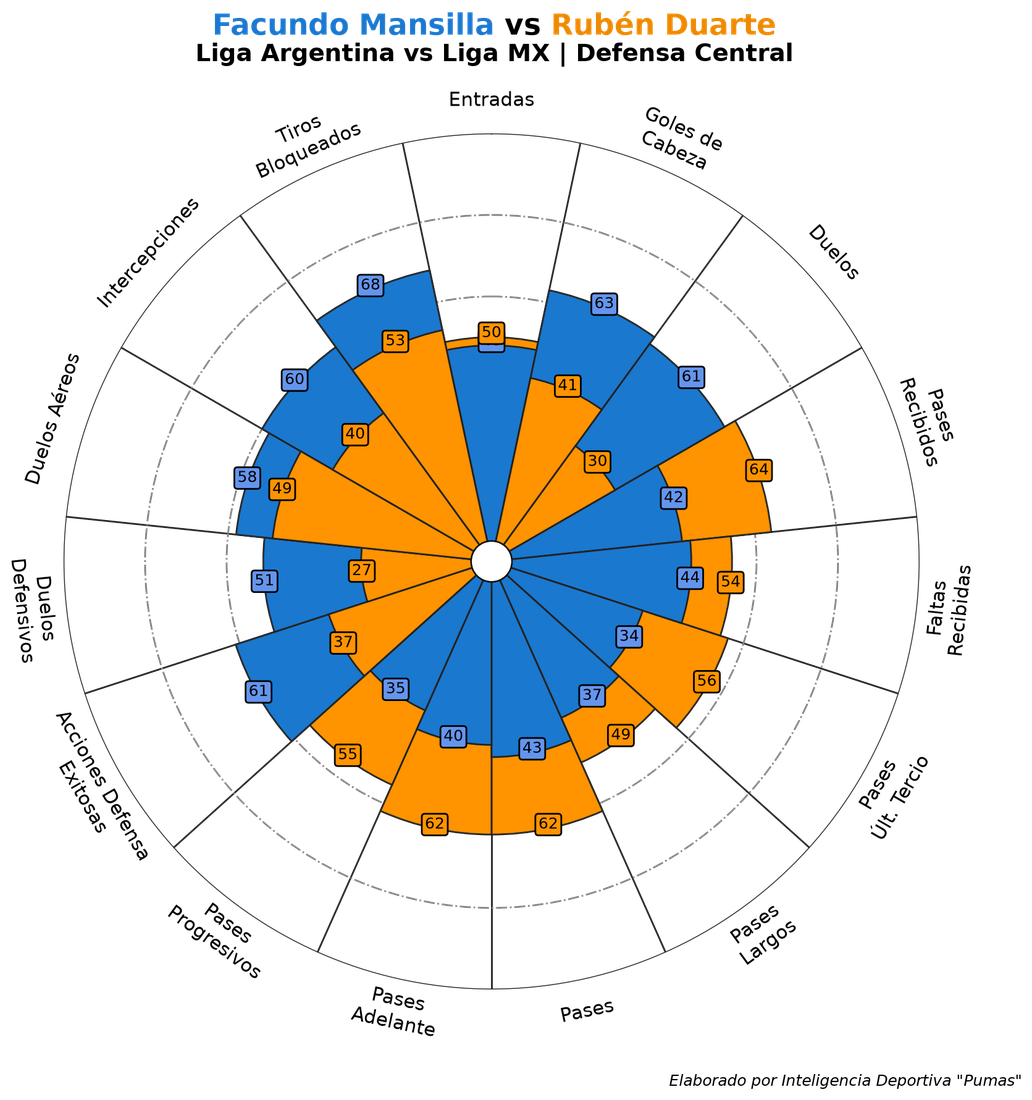 Facundo Mansilla vs Rubén Duarte
Liga Argentina vs Liga MX | Defensa Central
Entradas
50
Goles de
Cabeza
63
41
Duelos
61
30
Pases
Recibidos
64
42
Faltas
Recibidas
44
54
Pases
Últ. Tercio
34
56
Pases
Largos
37
49
Pases
43
62
Pases
Adelante
40
62
Pases
Progresivos
35
55
Acciones Defensa
Exitosas
37
61
Duelos
Defensivos
51
27
Duelos Aéreos
58
49
Intercepciones
60
40
Tiros
Bloqueados
68
53
Elaborado por Inteligencia Deportiva "Pumas"